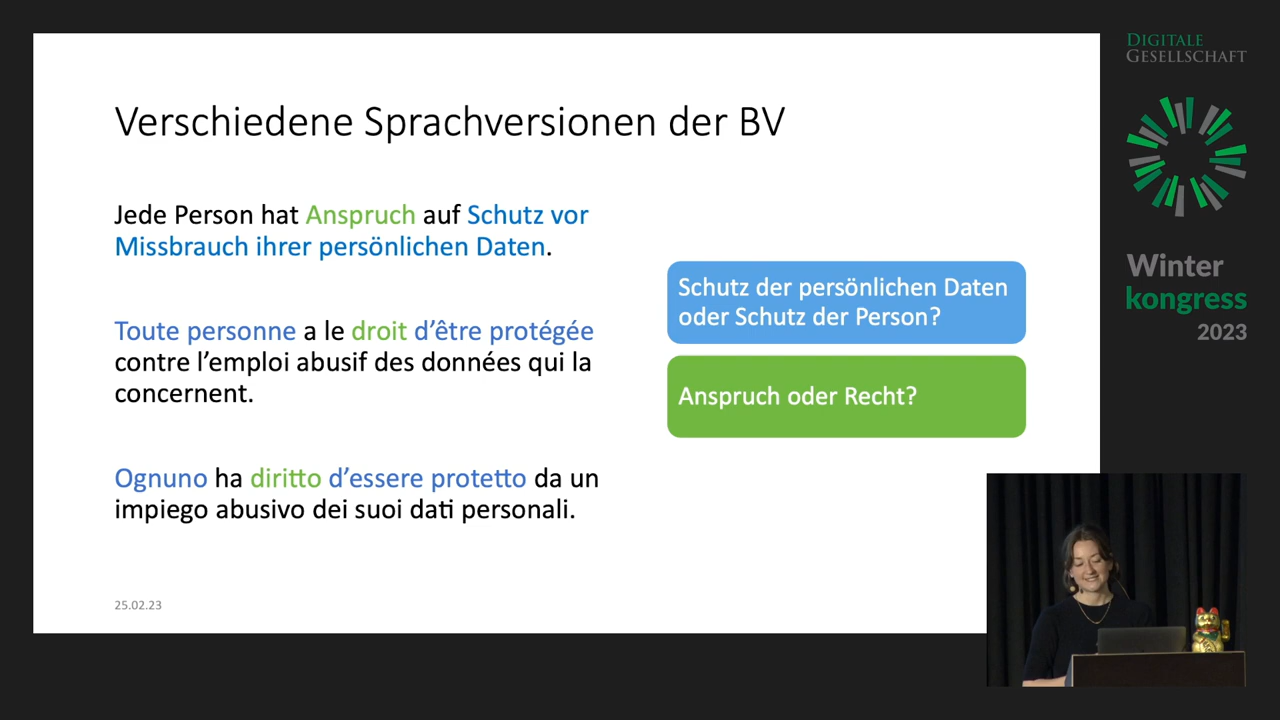 Verschiedene Sprachversionen der BV
Jede Person hat Anspruch auf Schutz vor
Missbrauch ihrer persönlichen Daten.
Toute personne a le droit d’être protégée
contre l’emploi abusif des données qui la
concernent.
Ognuno ha diritto d’essere protetto da un
impiego abusivo dei suoi dati personali.
Schutz der persönlichen Daten
oder Schutz der Person?
Anspruch oder Recht?
25.02.23
DIGITALE
GESELLSCHAFT
Winter
kongress
2023